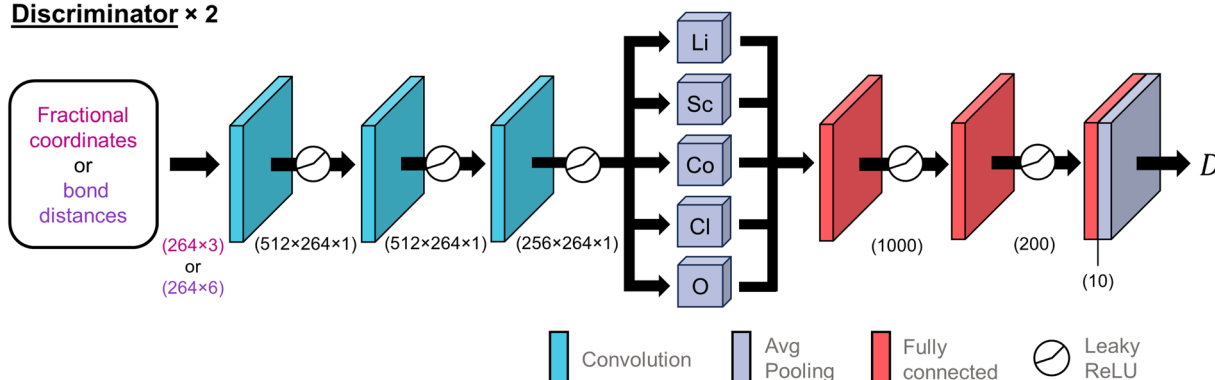 Discriminator × 2
Fractional
coordinates
or
bond
distances
(264×3)
or
(264×6)
(512×264×1)
(512×264×1)
(256×264×1)
Li
Sc
Co
Cl
O
(1000)
(200)
(10)
D
Convolution
Avg
Pooling
Fully
connected
Leaky
ReLU